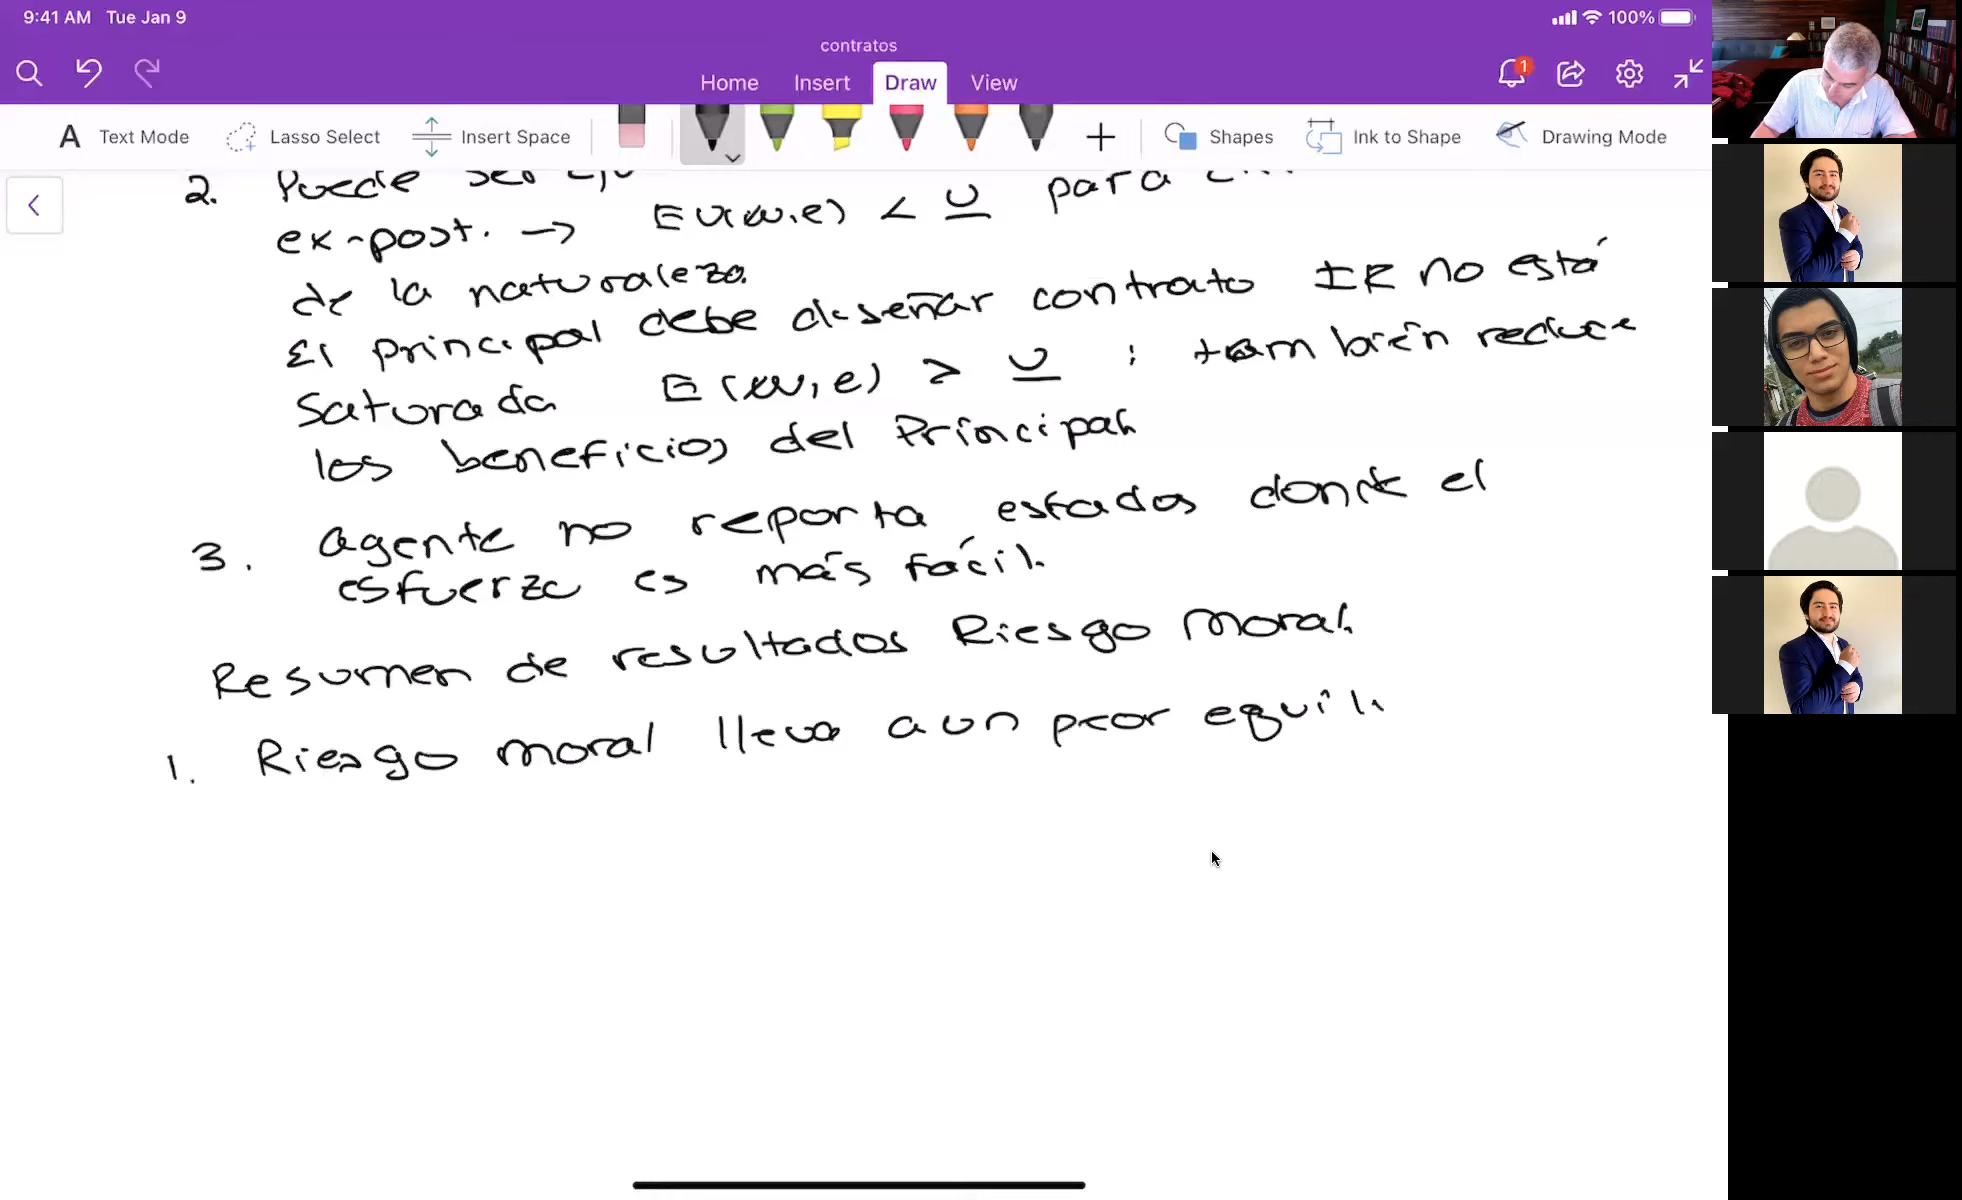 9:41 AM Tue Jan 9
100%
contratos
Home Insert Draw View
1
A Text Mode Lasso Select Insert Space Shapes Ink to Shape Drawing Mode
2. Puede ser para
ex-post. → E U(w,e) < U
de la naturaleza.
El principal debe diseñar contrato IR no está
saturada E(w,e) > U ; también reduce
los beneficios del Principal.
3. agente no reporta estados donde el
esfuerzo es más fácil.
Resumen de resultados Riesgo Moral.
1. Riesgo moral lleva a un peor equili